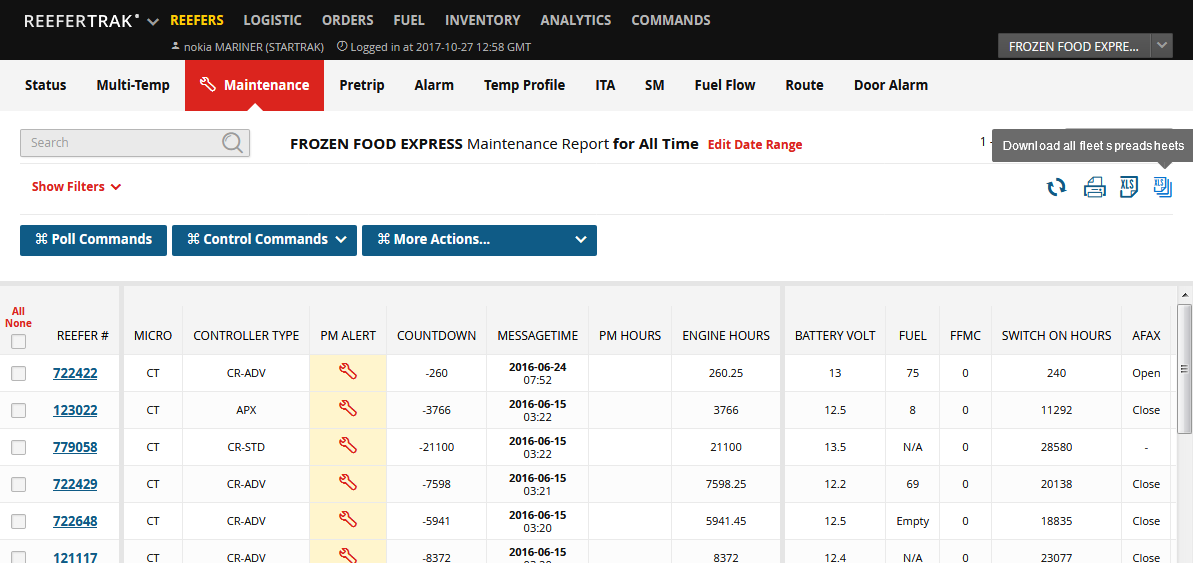 REEFERTRAK REEFERS LOGISTIC ORDERS FUEL INVENTORY ANALYTICS COMMANDS
nokia MARINER (STARTRAK) Logged in at 2017-10-27 12:58 GMT
FROZEN FOOD EXPRE...
Status Multi-Temp Maintenance Pretrip Alarm Temp Profile ITA SM Fuel Flow Route Door Alarm
Search FROZEN FOOD EXPRESS Maintenance Report for All Time Edit Date Range 1 -
Download all fleet spreadsheets
Show Filters XLS XLS
⌘ Poll Commands ⌘ Control Commands ⌘ More Actions...
All
None
REEFER # MICRO CONTROLLER TYPE PM ALERT COUNTDOWN MESSAGETIME PM HOURS ENGINE HOURS BATTERY VOLT FUEL FFMC SWITCH ON HOURS AFAX
722422 CT CR-ADV -260 2016-06-24 07:52 260.25 13 75 0 240 Open
123022 CT APX -3766 2016-06-15 03:22 3766 12.5 8 0 11292 Close
779058 CT CR-STD -21100 2016-06-15 03:22 21100 13.5 N/A 0 28580 -
722429 CT CR-ADV -7598 2016-06-15 03:21 7598.25 12.2 69 0 20138 Close
722648 CT CR-ADV -5941 2016-06-15 03:20 5941.45 12.5 Empty 0 18835 Close
121117 CT CR-ADV -8372 2016-06-15 8372 12.4 N/A 0 23077 Close